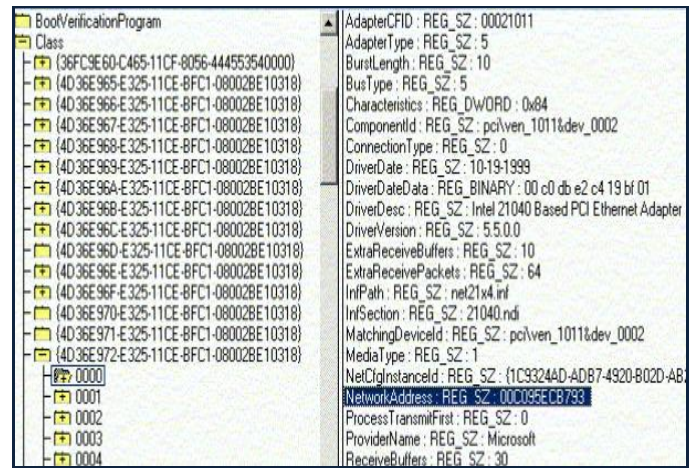 BootVerificationProgram
Class
{36FC9E60-C465-11CF-8056-444553540000}
{4D36E965-E325-11CE-BFC1-08002BE10318}
{4D36E966-E325-11CE-BFC1-08002BE10318}
{4D36E967-E325-11CE-BFC1-08002BE10318}
{4D36E968-E325-11CE-BFC1-08002BE10318}
{4D36E969-E325-11CE-BFC1-08002BE10318}
{4D36E96A-E325-11CE-BFC1-08002BE10318}
{4D36E96B-E325-11CE-BFC1-08002BE10318}
{4D36E96C-E325-11CE-BFC1-08002BE10318}
{4D36E96D-E325-11CE-BFC1-08002BE10318}
{4D36E96E-E325-11CE-BFC1-08002BE10318}
{4D36E96F-E325-11CE-BFC1-08002BE10318}
{4D36E970-E325-11CE-BFC1-08002BE10318}
{4D36E971-E325-11CE-BFC1-08002BE10318}
{4D36E972-E325-11CE-BFC1-08002BE10318}
0000
0001
0002
0003
0004
AdapterCFID : REG_SZ : 00021011
AdapterType : REG_SZ : 5
BurstLength : REG_SZ : 10
BusType : REG_SZ : 5
Characteristics : REG_DWORD : 0x84
ComponentId : REG_SZ : pci\ven_1011&dev_0002
ConnectionType : REG_SZ : 0
DriverDate : REG_SZ : 10-19-1999
DriverDateData : REG_BINARY : 00 c0 db e2 c4 19 bf 01
DriverDesc : REG_SZ : Intel 21040 Based PCI Ethernet Adapter
DriverVersion : REG_SZ : 5.5.0.0
ExtraReceiveBuffers : REG_SZ : 10
ExtraReceivePackets : REG_SZ : 64
InfPath : REG_SZ : net21x4.inf
InfSection : REG_SZ : 21040.ndi
MatchingDeviceId : REG_SZ : pci\ven_1011&dev_0002
MediaType : REG_SZ : 1
NetCfgInstanceId : REG_SZ : {1C9324AD-ADB7-4920-B02D-AB2
NetworkAddress : REG_SZ : 00C095ECB793
ProcessTransmitFirst : REG_SZ : 0
ProviderName : REG_SZ : Microsoft
ReceiveBuffers : REG_SZ : 30